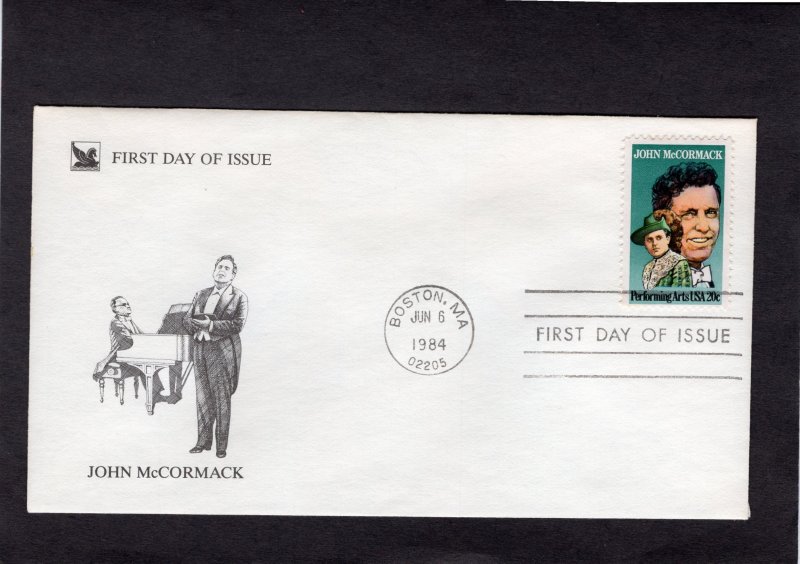 FIRST DAY OF ISSUE
JOHN McCORMACK
Performing Arts USA 20c
BOSTON, MA
JUN 6
1984
02205
FIRST DAY OF ISSUE
JOHN McCORMACK